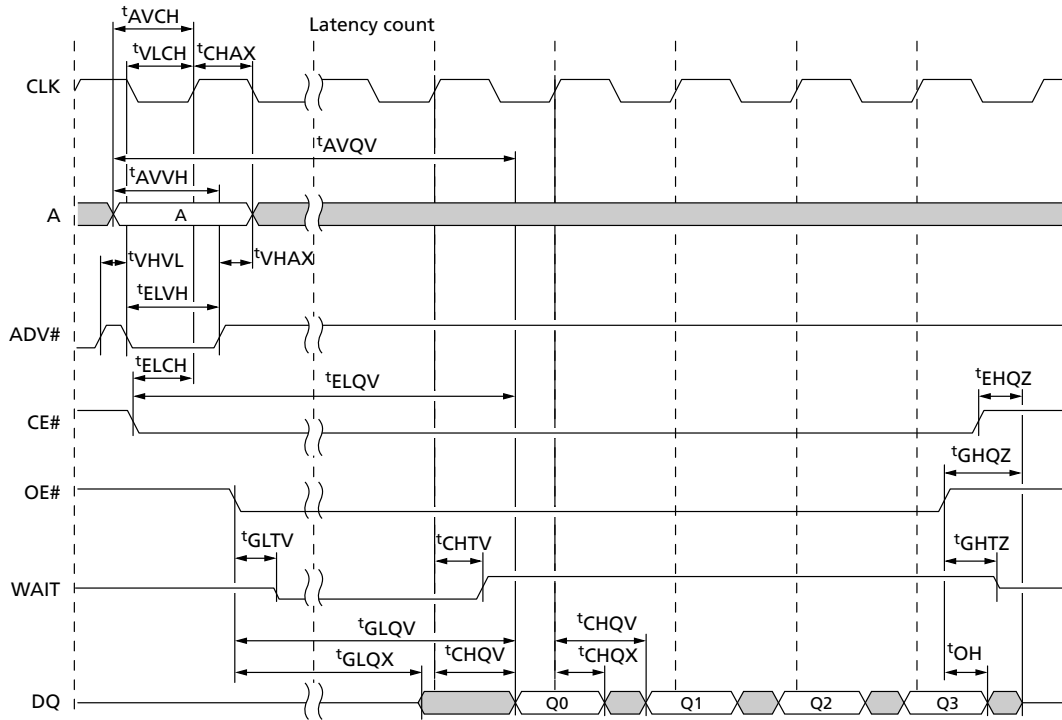 tAVCH
Latency count
tVLCH tCHAX
CLK
tAVQV
tAVVH
A A
tVHVL tVHAX
tELVH
ADV#
tELCH
tELQV
tEHQZ
CE#
tGHQZ
OE#
tGLTV tCHTV tGHTZ
WAIT
tGLQV tCHQV
tGLQX tCHQV tCHQX tOH
DQ Q0 Q1 Q2 Q3